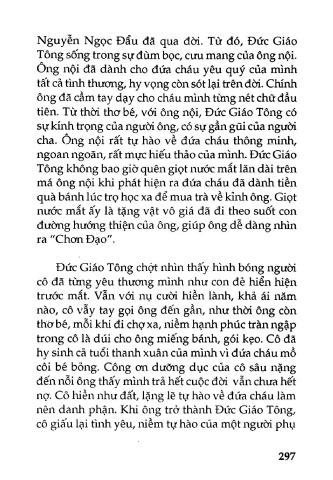 Nguyễn Ngọc Đẩu đã qua đời. Từ đó, Đức Giáo
Tông sống trong sự đùm bọc, cưu mang của ông nội.
Ông nội đã dành cho đứa cháu yêu quý của mình
tất cả tình thương, hy vọng còn sót lại trên đời. Chính
ông đã cầm tay dạy cho cháu mình từng nét chữ đầu
tiên. Từ thời thơ bé, với ông nội, Đức Giáo Tông có
sự kính trọng của người ông, có sự gần gũi của người
cha. Ông nội rất tự hào về đứa cháu thông minh,
ngoan ngoãn, rất mực hiếu thảo của mình. Đức Giáo
Tông không bao giờ quên giọt nước mắt lăn dài trên
má ông nội khi phát hiện ra đứa cháu đã dành tiền
quà bánh lúc trọ học xa để mua trà về kỉnh ông. Giọt
nước mắt ấy là tặng vật vô giá đã đi theo suốt con
đường hướng thiện của ông, giúp ông dễ dàng nhìn
ra “Chơn Đạo”.
Đức Giáo Tông chợt nhìn thấy hình bóng người
cô đã từng yêu thương mình như con đẻ hiển hiện
trước mắt. Vẫn với nụ cười hiền lành, khả ái năm
nào, cô vẫy tay gọi ông đến gần, như thời ông còn
thơ bé, mỗi khi đi chợ xa, niềm hạnh phúc tràn ngập
trong cô là dúi cho ông miếng bánh, gói kẹo. Cô đã
hy sinh cả tuổi thanh xuân của mình vì đứa cháu mồ
côi bé bỏng. Công ơn dưỡng dục của cô sâu nặng
đến nỗi ông thấy mình trả hết cuộc đời vẫn chưa hết
nợ. Cô hiền như đất, lặng lẽ tự hào về đứa cháu làm
nên danh phận. Khi ông trở thành Đức Giáo Tông,
cô giấu lại tình yêu, niềm tự hào của một người phụ
297